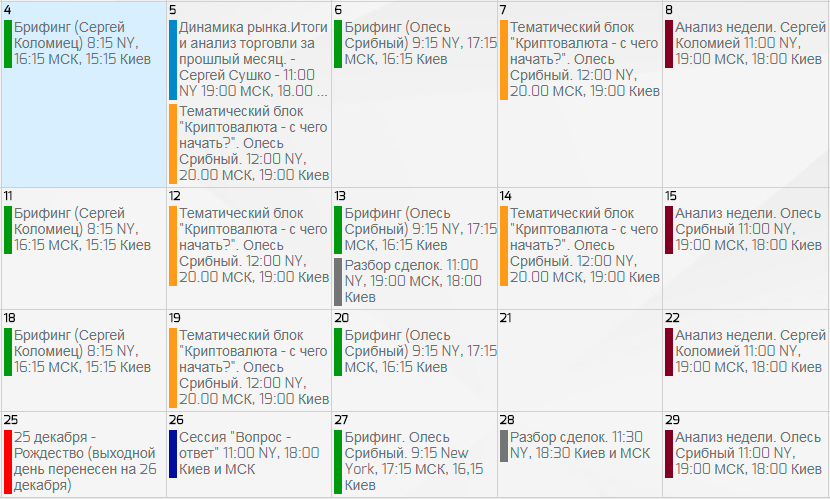 4
Брифинг (Сергей
Коломиец) 8:15 NY,
16:15 МСК, 15:15 Киев
5
Динамика рынка.Итоги
и анализ торговли за
прошлый месяц. -
Сергей Сушко - 11:00
NY 19:00 МСК, 18.00 ...
Тематический блок
"Криптовалюта - с чего
начать?". Олесь
Срибный. 12:00 NY,
20.00 МСК, 19:00 Киев
6
Брифинг (Олесь
Срибный) 9:15 NY, 17:15
МСК, 16:15 Киев
7
Тематический блок
"Криптовалюта - с чего
начать?". Олесь
Срибный. 12:00 NY,
20.00 МСК, 19:00 Киев
8
Анализ недели. Сергей
Коломией 11:00 NY,
19:00 МСК, 18:00 Киев
11
Брифинг (Сергей
Коломиец) 8:15 NY,
16:15 МСК, 15:15 Киев
12
Тематический блок
"Криптовалюта - с чего
начать?". Олесь
Срибный. 12:00 NY,
20.00 МСК, 19:00 Киев
13
Брифинг (Олесь
Срибный) 9:15 NY, 17:15
МСК, 16:15 Киев
Разбор сделок. 11:00
NY, 19:00 МСК, 18:00
Киев
14
Тематический блок
"Криптовалюта - с чего
начать?". Олесь
Срибный. 12:00 NY,
20.00 МСК, 19:00 Киев
15
Анализ недели. Олесь
Срибный 11:00 NY,
19:00 МСК, 18:00 Киев
18
Брифинг (Сергей
Коломиец) 8:15 NY,
16:15 МСК, 15:15 Киев
19
Тематический блок
"Криптовалюта - с чего
начать?". Олесь
Срибный. 12:00 NY,
20.00 МСК, 19:00 Киев
20
Брифинг (Олесь
Срибный) 9:15 NY, 17:15
МСК, 16:15 Киев
21
22
Анализ недели. Сергей
Коломией 11:00 NY,
19:00 МСК, 18:00 Киев
25
25 декабря -
Рождество (выходной
день перенесен на 26
декабря)
26
Сессия "Вопрос -
ответ" 11:00 NY, 18:00
Киев и МСК
27
Брифинг. Олесь
Срибный. 9:15 New
York, 17:15 МСК, 16,15
Киев
28
Разбор сделок. 11:30
NY, 18:30 Киев и МСК
29
Анализ недели. Олесь
Срибный 11:00 NY,
19:00 МСК, 18:00 Киев